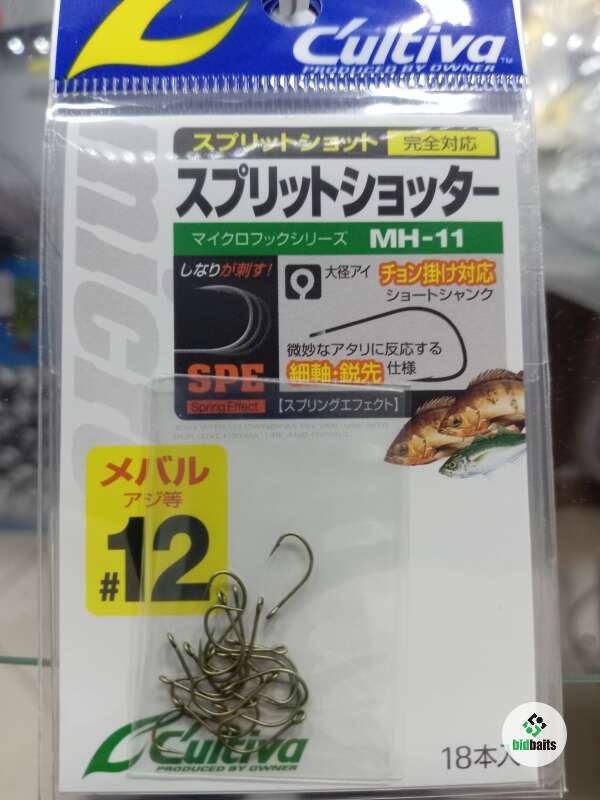 C'ultiva
PRODUCED BY OWNER™
micro
スプリットショット 完全対応
スプリットショッター
マイクロフックシリーズ MH-11
しなりが刺す!
大径アイ チョン掛け対応
ショートシャンク
微妙なアタリに反応する
細軸・鋭先 仕様
SPE
Spring Effect
【スプリングエフェクト】
メバル
アジ等
#12
C'ultiva
PRODUCED BY OWNER
18本入
bidbaits